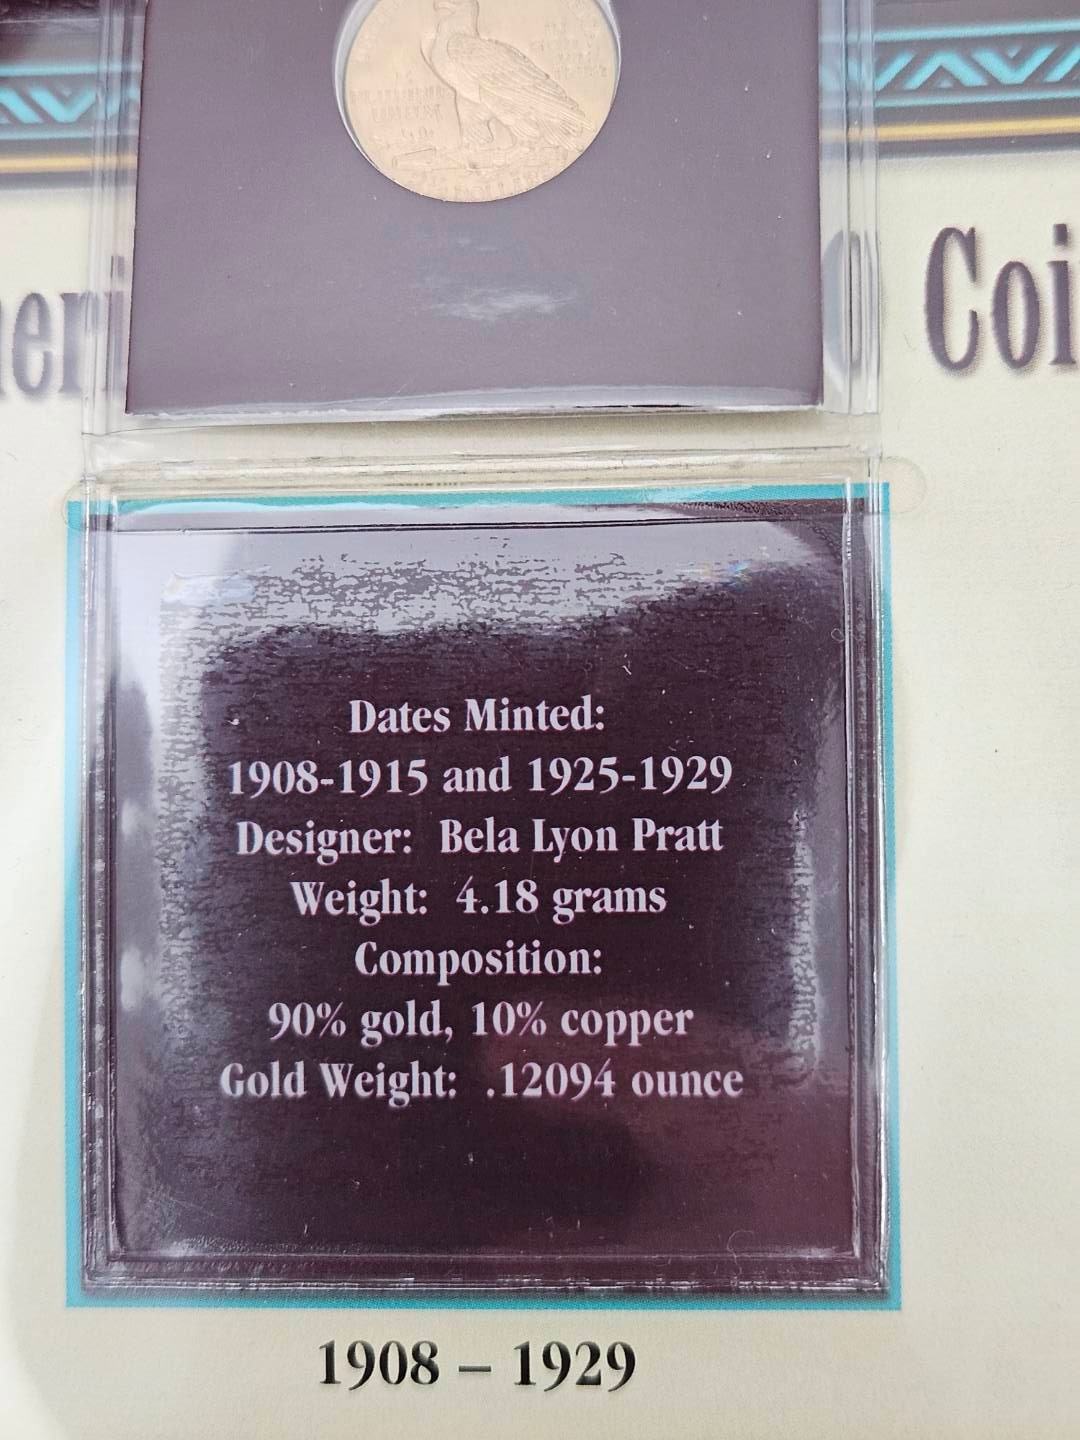 Coi
Dates Minted:
1908-1915 and 1925-1929
Designer: Bela Lyon Pratt
Weight: 4.18 grams
Composition:
90% gold, 10% copper
Gold Weight: .12094 ounce
1908 – 1929